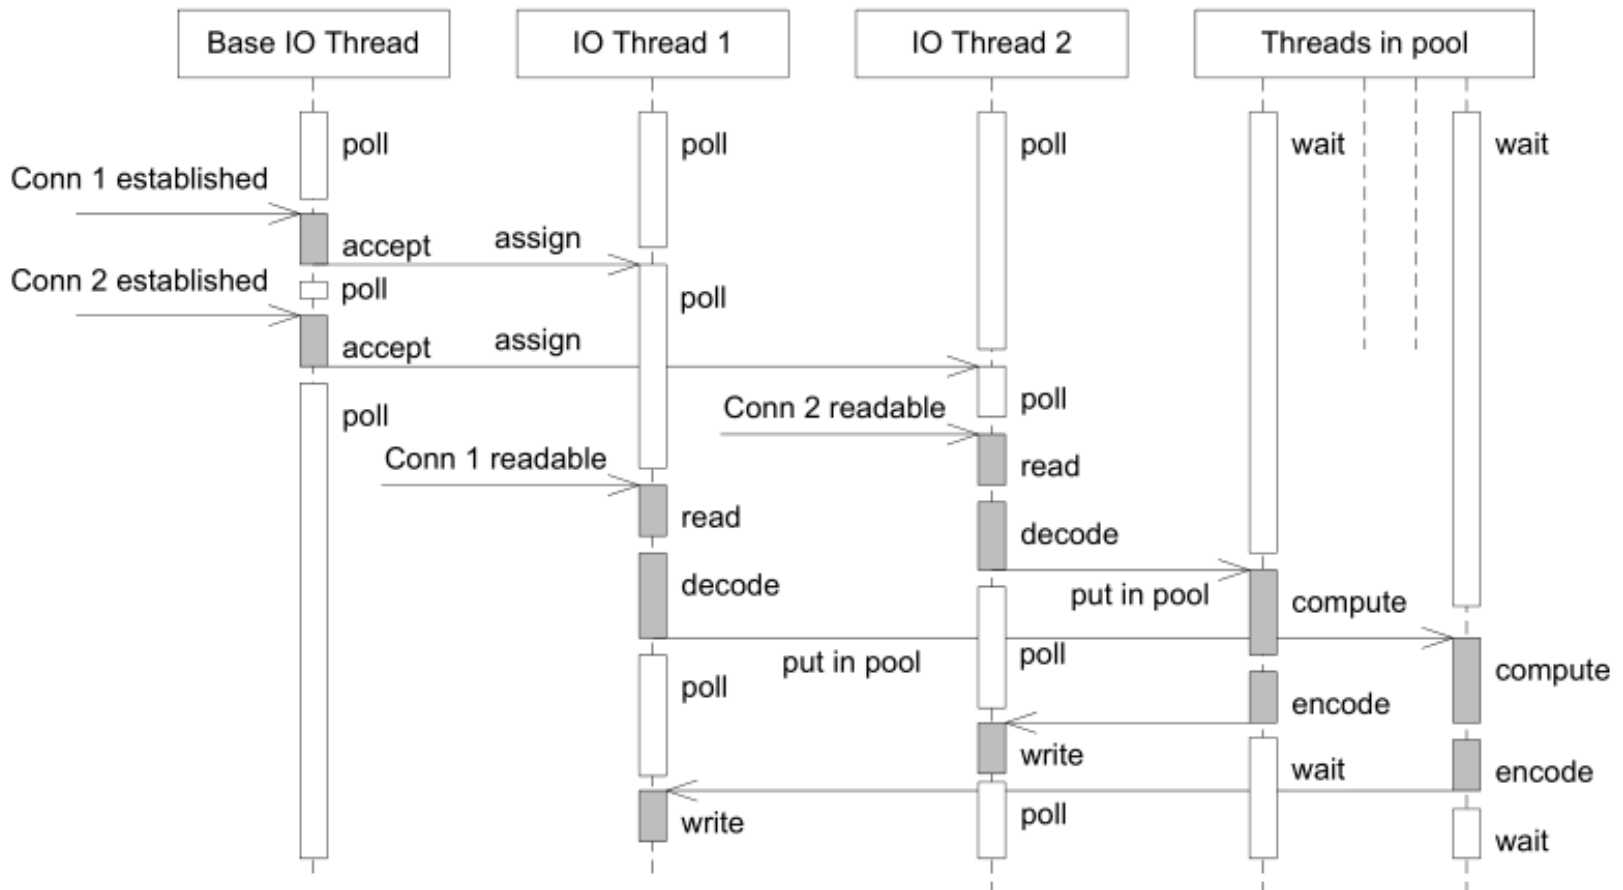 Base IO Thread
IO Thread 1
IO Thread 2
Threads in pool
poll
poll
poll
wait
wait
Conn 1 established
accept
assign
Conn 2 established
poll
poll
accept
assign
poll
Conn 2 readable
poll
Conn 1 readable
read
read
decode
decode
put in pool
compute
put in pool
poll
poll
compute
encode
write
wait
encode
write
poll
wait